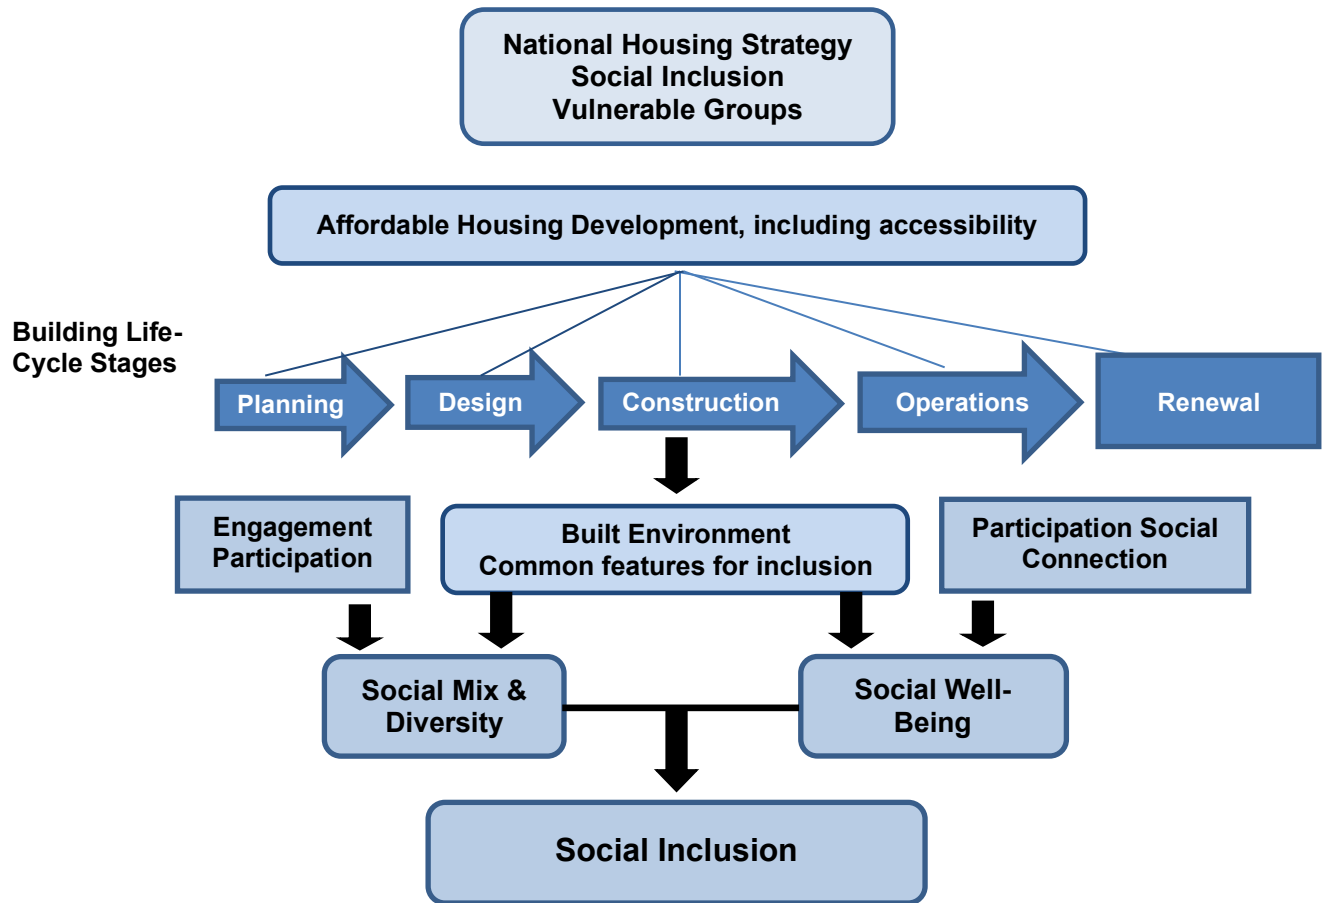 National Housing Strategy
Social Inclusion
Vulnerable Groups
Affordable Housing Development, including accessibility
Building Life-
Cycle Stages
Planning
Design
Construction
Operations
Renewal
Engagement
Participation
Built Environment
Common features for inclusion
Participation Social
Connection
Social Mix &
Diversity
Social Well-
Being
Social Inclusion